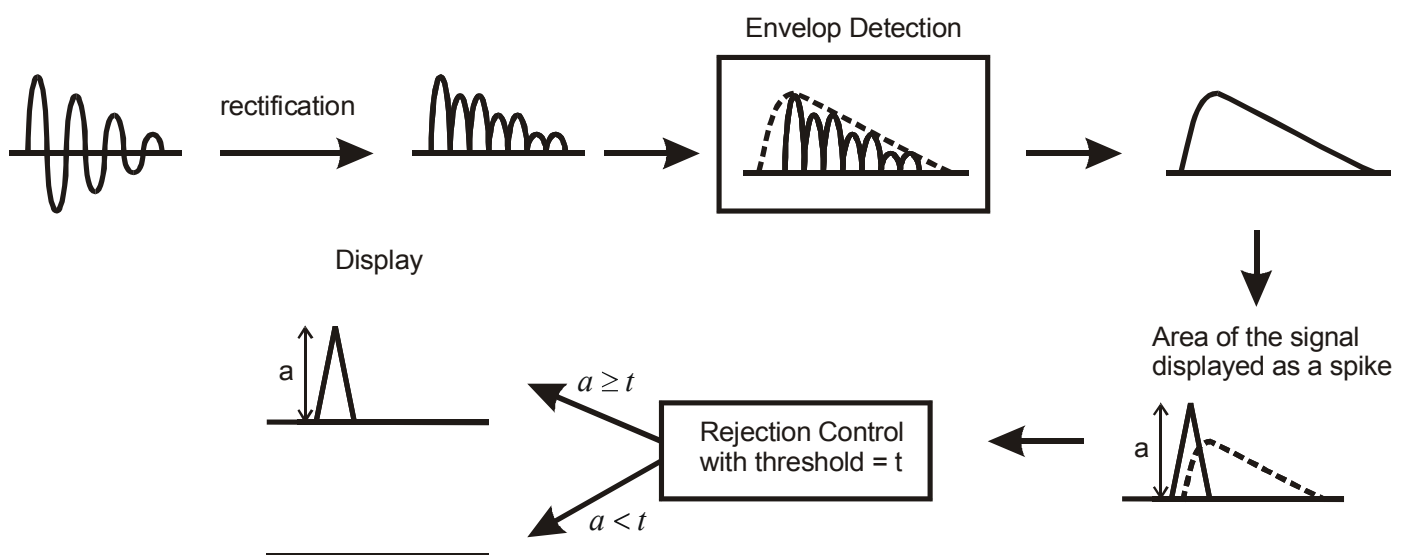 Envelop Detection
rectification
Display
Area of the signal
displayed as a spike
a
a ≥ t
Rejection Control
with threshold = t
a
a < t